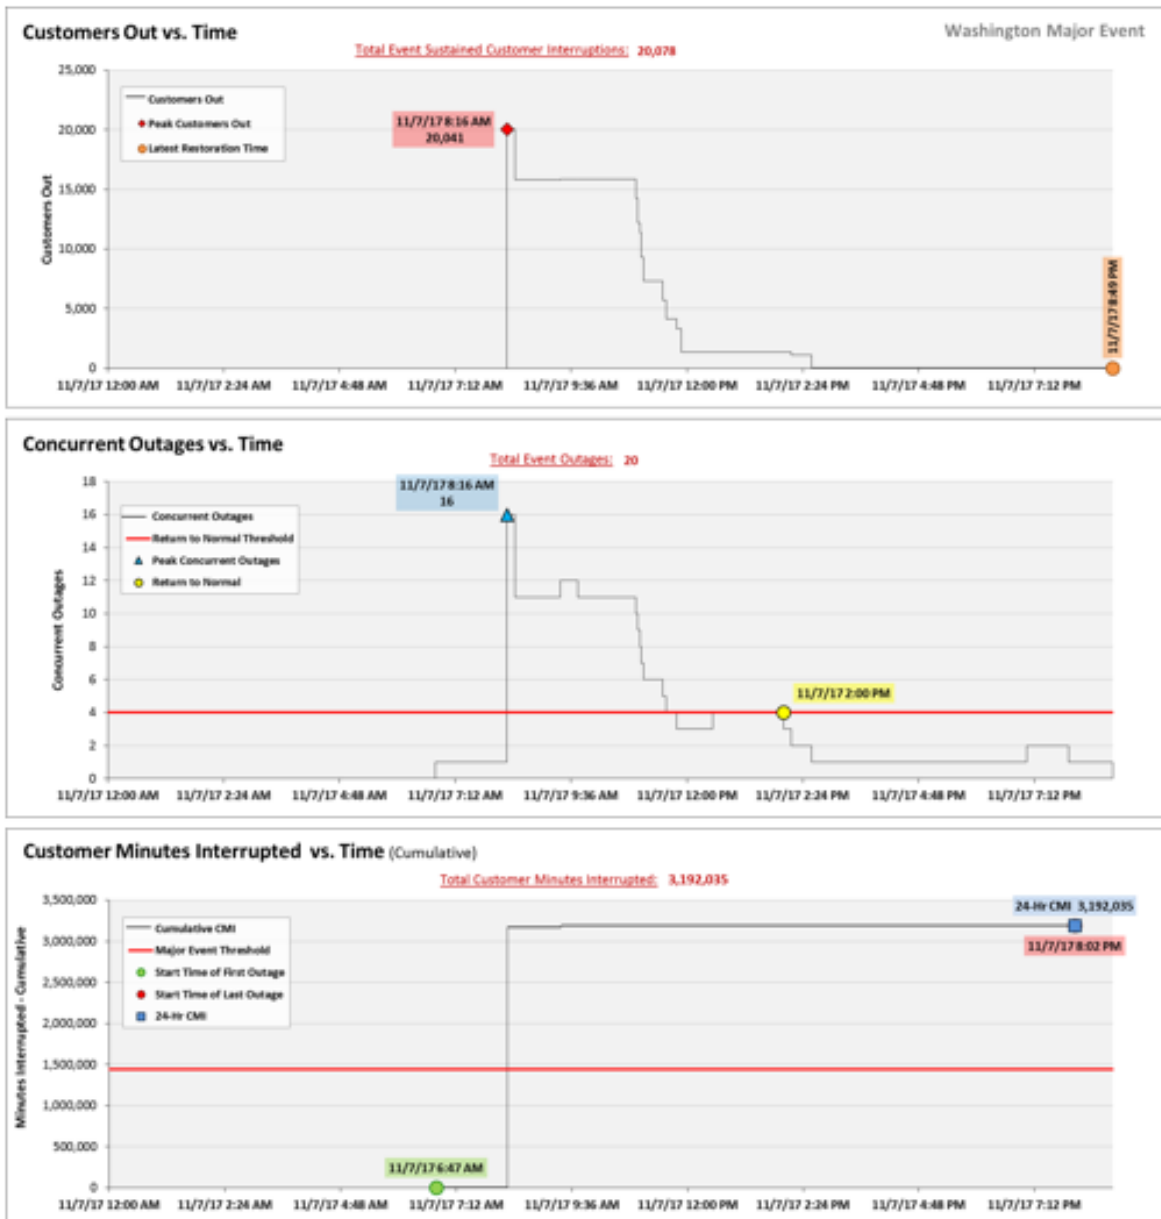 Customers Out vs. Time
Washington Major Event
Total Event Sustained Customer Interruptions: 20,078
25,000
20,000
15,000
10,000
5,000
0
Customers Out
Customers Out
Peak Customers Out
Latest Restoration Time
11/7/17 8:16 AM
20,041
11/7/17 8:49 PM
11/7/17 12:00 AM 11/7/17 2:24 AM 11/7/17 4:48 AM 11/7/17 7:12 AM 11/7/17 9:36 AM 11/7/17 12:00 PM 11/7/17 2:24 PM 11/7/17 4:48 PM 11/7/17 7:12 PM
Concurrent Outages vs. Time
Total Event Outages: 20
18
16
14
12
10
8
6
4
2
0
Concurrent Outages
Concurrent Outages
Return to Normal Threshold
Peak Concurrent Outages
Return to Normal
11/7/17 8:16 AM
16
11/7/17 2:00 PM
11/7/17 12:00 AM 11/7/17 2:24 AM 11/7/17 4:48 AM 11/7/17 7:12 AM 11/7/17 9:36 AM 11/7/17 12:00 PM 11/7/17 2:24 PM 11/7/17 4:48 PM 11/7/17 7:12 PM
Customer Minutes Interrupted vs. Time (Cumulative)
Total Customer Minutes Interrupted: 3,192,035
3,500,000
3,000,000
2,500,000
2,000,000
1,500,000
1,000,000
500,000
0
Minutes Interrupted - Cumulative
Cumulative CMI
Major Event Threshold
Start Time of First Outage
Start Time of Last Outage
24-Hr CMI
24-Hr CMI 3,192,035
11/7/17 8:02 PM
11/7/17 6:47 AM
11/7/17 12:00 AM 11/7/17 2:24 AM 11/7/17 4:48 AM 11/7/17 7:12 AM 11/7/17 9:36 AM 11/7/17 12:00 PM 11/7/17 2:24 PM 11/7/17 4:48 PM 11/7/17 7:12 PM